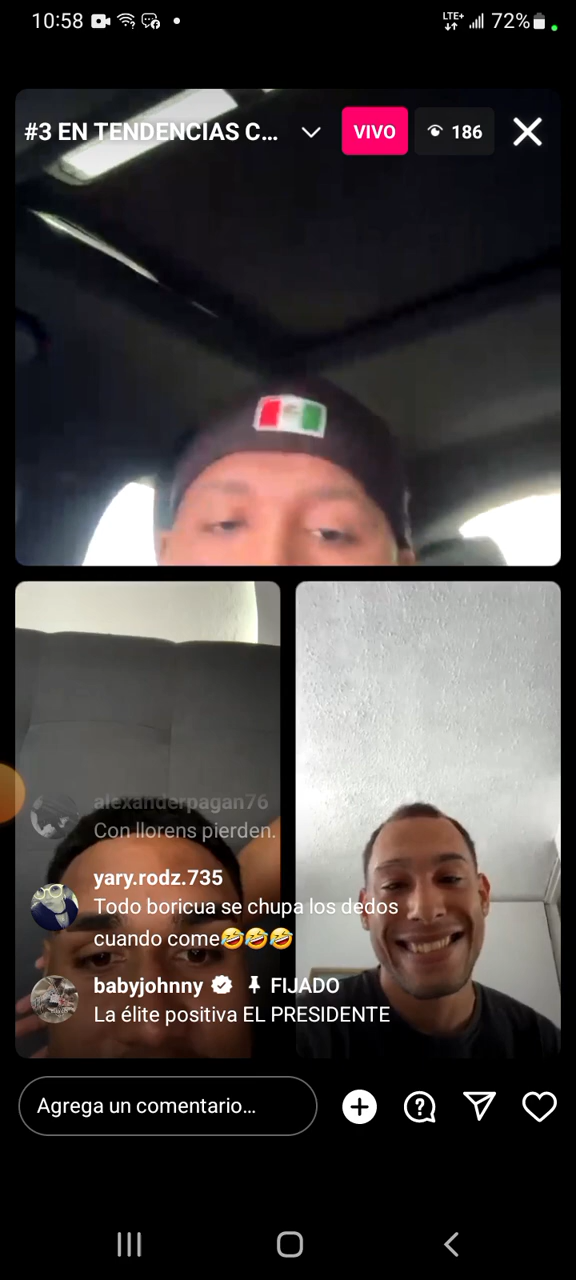 10:58
LTE+
72%
#3 EN TENDENCIAS C...
VIVO
186
alexanderpagan76
Con llorens pierden.
yary.rodz.735
Todo boricua se chupa los dedos
cuando come🤣🤣🤣
babyjohnny
FIJADO
La élite positiva EL PRESIDENTE
Agrega un comentario...